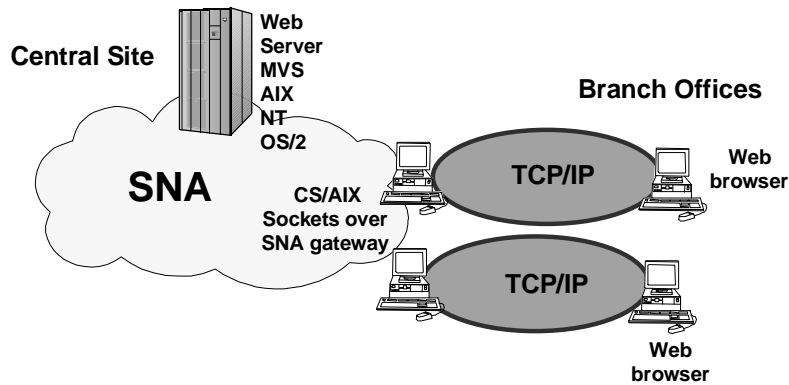 Central Site
Web
Server
MVS
AIX
NT
OS/2
Branch Offices
SNA
CS/AIX
Sockets over
SNA gateway
TCP/IP
Web
browser
TCP/IP
Web
browser